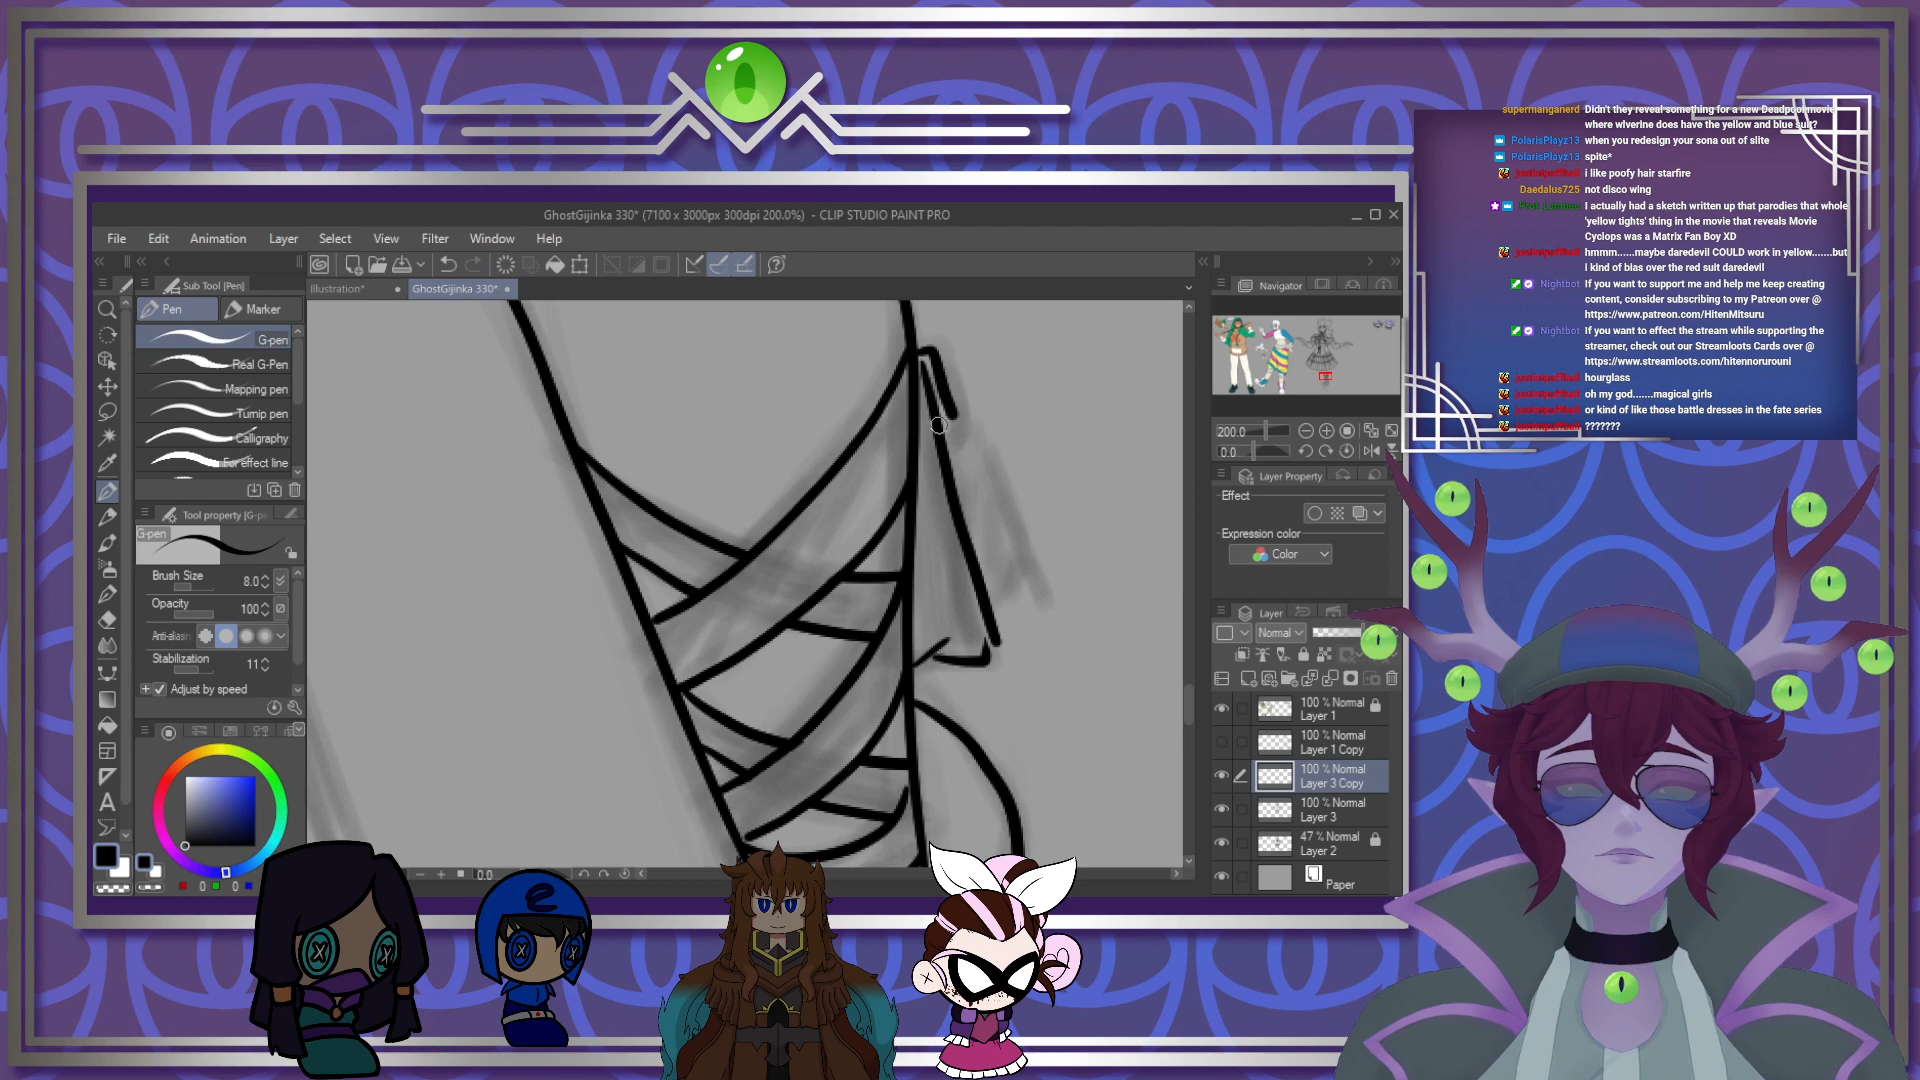 GhostGijinka 330* (7100 x 3000px 300dpi 200.0%) - CLIP STUDIO PAINT PRO
File Edit Animation Layer Select View Filter Window Help
Sub Tool [Pen]
Illustration*
GhostGijinka 330*
Pen
Marker
G-pen
Real G-Pen
Mapping pen
Turnip pen
Calligraphy
For effect line
Tool property [G-pe
G-pen
Brush Size 8.0
Opacity 100
Anti-aliasin
Stabilization 11
Adjust by speed
0 0
0.0
Navigator
200.0
0.0
Layer Property
Effect
Expression color
Color
Layer
Normal
100 % Normal
Layer 1
100 % Normal
Layer 1 Copy
100 % Normal
Layer 3 Copy
100 % Normal
Layer 3
47 % Normal
Layer 2
Paper
supermanganerd Didn't they reveal something for a new Deadpool movie
where wlverine does have the yellow and blue suit?
PolarisPlayz13 when you redesign your sona out of siite
PolarisPlayz13 spite*
i like poofy hair starfire
Daedalus725 not disco wing
I actually had a sketch written up that parodies that whole
'yellow tights' thing in the movie that reveals Movie
Cyclops was a Matrix Fan Boy XD
hmmm......maybe daredevil COULD work in yellow.......but
i kind of bias over the red suit daredevil
Nightbot If you want to support me and help me keep creating
content, consider subscribing to my Patreon over @
https://www.patreon.com/HitenMitsuru
Nightbot If you want to effect the stream while supporting the
streamer, check out our Streamloots Cards over @
https://www.streamloots.com/hitennorurouni
hourglass
oh my god.......magical girls
or kind of like those battle dresses in the fate series
???????